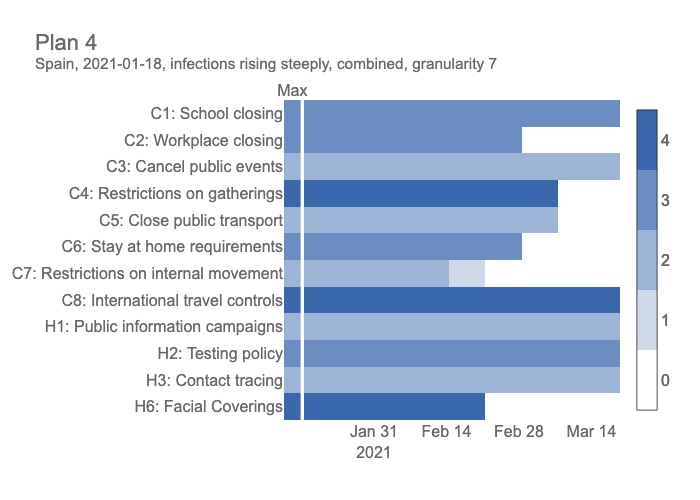 Plan 4
Spain, 2021-01-18, infections rising steeply, combined, granularity 7
Max
C1: School closing
C2: Workplace closing
C3: Cancel public events
C4: Restrictions on gatherings
C5: Close public transport
C6: Stay at home requirements
C7: Restrictions on internal movement
C8: International travel controls
H1: Public information campaigns
H2: Testing policy
H3: Contact tracing
H6: Facial Coverings
4
3
2
1
0
Jan 31 Feb 14 Feb 28 Mar 14
2021